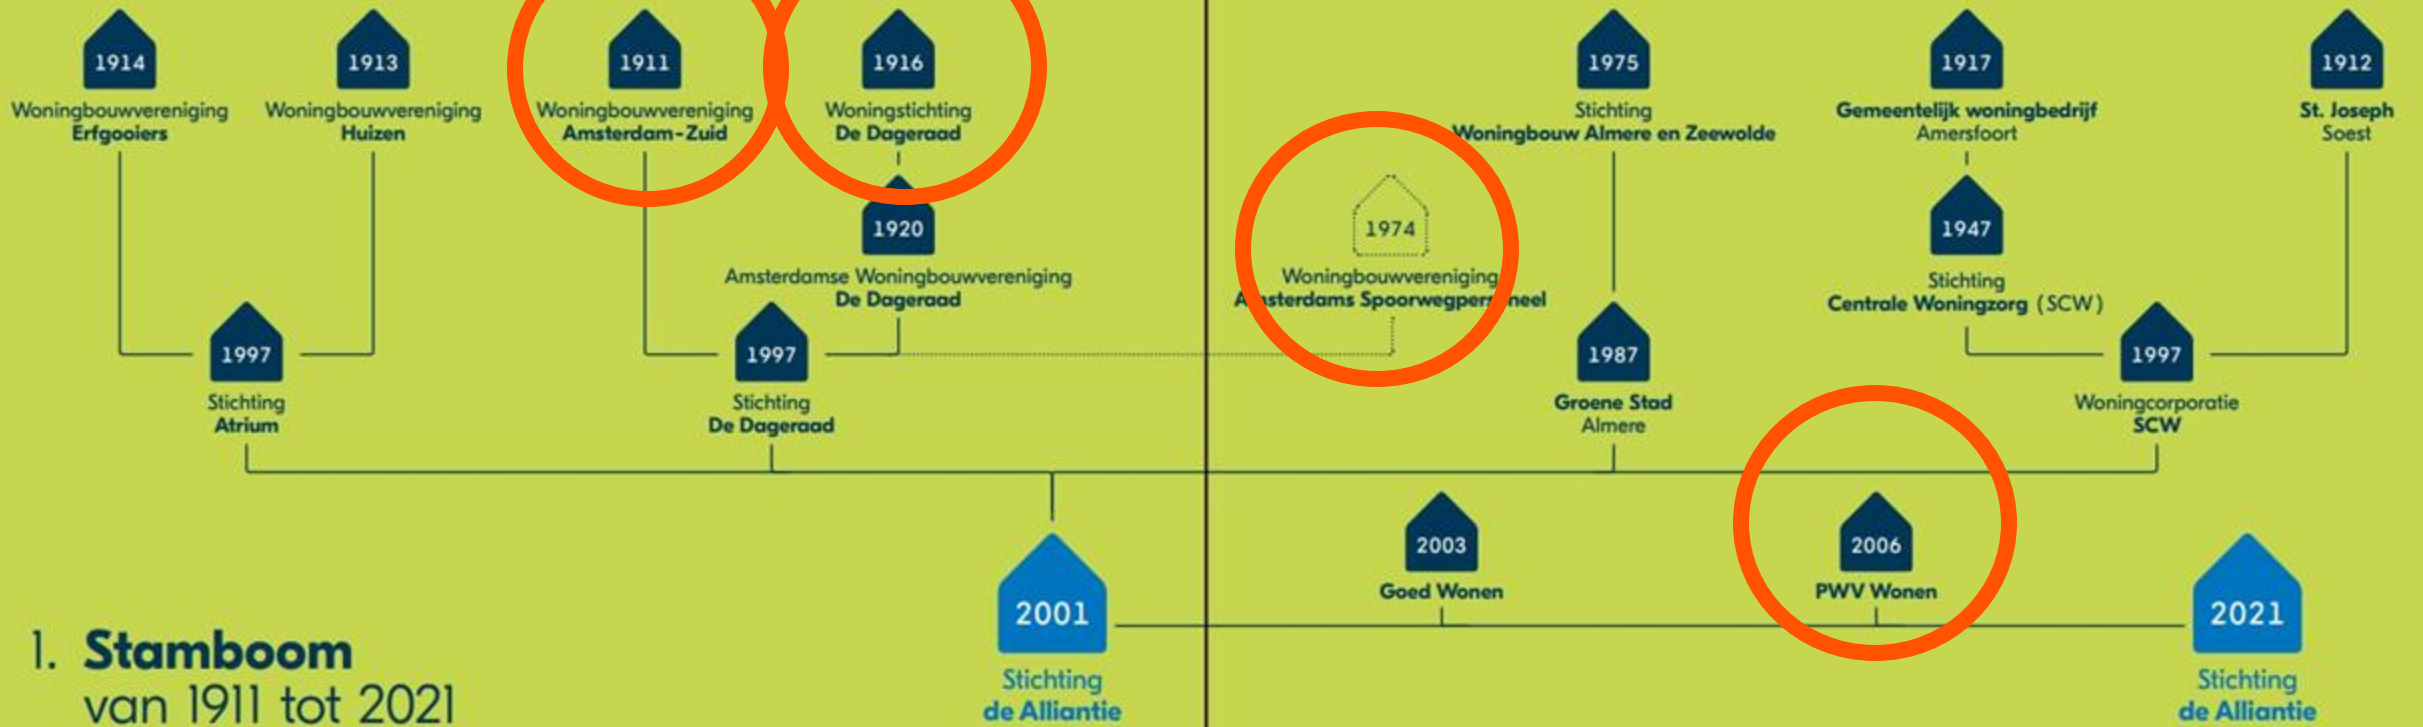 1914
Woningbouwvereniging
Erfgooiers
1913
Woningbouwvereniging
Huizen
1911
Woningbouwvereniging
Amsterdam-Zuid
1916
Woningstichting
De Dageraad
1975
Stichting
Woningbouw Almere en Zeewolde
1917
Gemeentelijk woningbedrijf
Amersfoort
1912
St. Joseph
Soest
1920
Amsterdamse Woningbouwvereniging
De Dageraad
1974
Woningbouwvereniging
Amsterdams Spoorwegpersoneel
1947
Stichting
Centrale Woningzorg (SCW)
1997
Stichting
Atrium
1997
Stichting
De Dageraad
1987
Groene Stad
Almere
1997
Woningcorporatie
SCW
2001
Stichting
de Alliantie
2003
Goed Wonen
2006
PWV Wonen
2021
Stichting
de Alliantie
1. Stamboom
van 1911 tot 2021